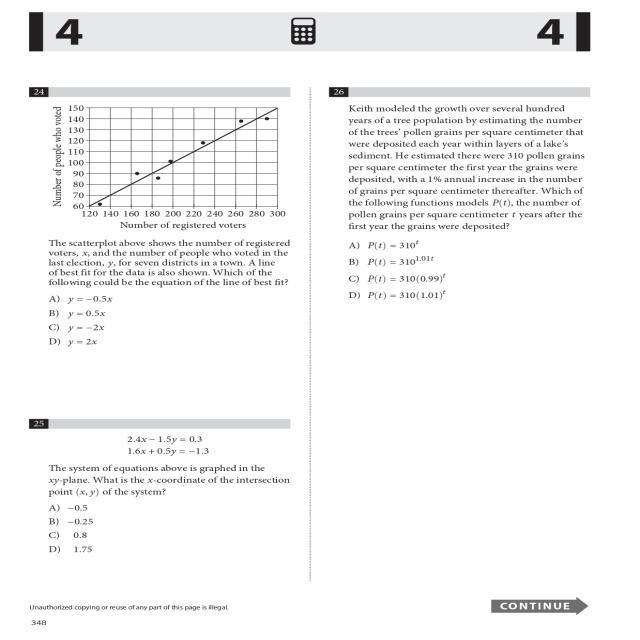 4
4
24
Number of people who voted
150
140
130
120
110
100
90
80
70
60
120 140 160 180 200 220 240 260 280 300
Number of registered voters
The scatterplot above shows the number of registered
voters, x, and the number of people who voted in the
last election, y, for seven districts in a town. A line
of best fit for the data is also shown. Which of the
following could be the equation of the line of best fit?
A) y = −0.5x
B) y = 0.5x
C) y = −2x
D) y = 2x
25
2.4x − 1.5y = 0.3
1.6x + 0.5y = −1.3
The system of equations above is graphed in the
xy-plane. What is the x-coordinate of the intersection
point (x, y) of the system?
A) −0.5
B) −0.25
C) 0.8
D) 1.75
26
Keith modeled the growth over several hundred
years of a tree population by estimating the number
of the trees' pollen grains per square centimeter that
were deposited each year within layers of a lake's
sediment. He estimated there were 310 pollen grains
per square centimeter the first year the grains were
deposited, with a 1% annual increase in the number
of grains per square centimeter thereafter. Which of
the following functions models P(t), the number of
pollen grains per square centimeter t years after the
first year the grains were deposited?
A) P(t) = 310^t
B) P(t) = 310^1.01t
C) P(t) = 310(0.99)^t
D) P(t) = 310(1.01)^t
Unauthorized copying or reuse of any part of this page is illegal.
CONTINUE
348